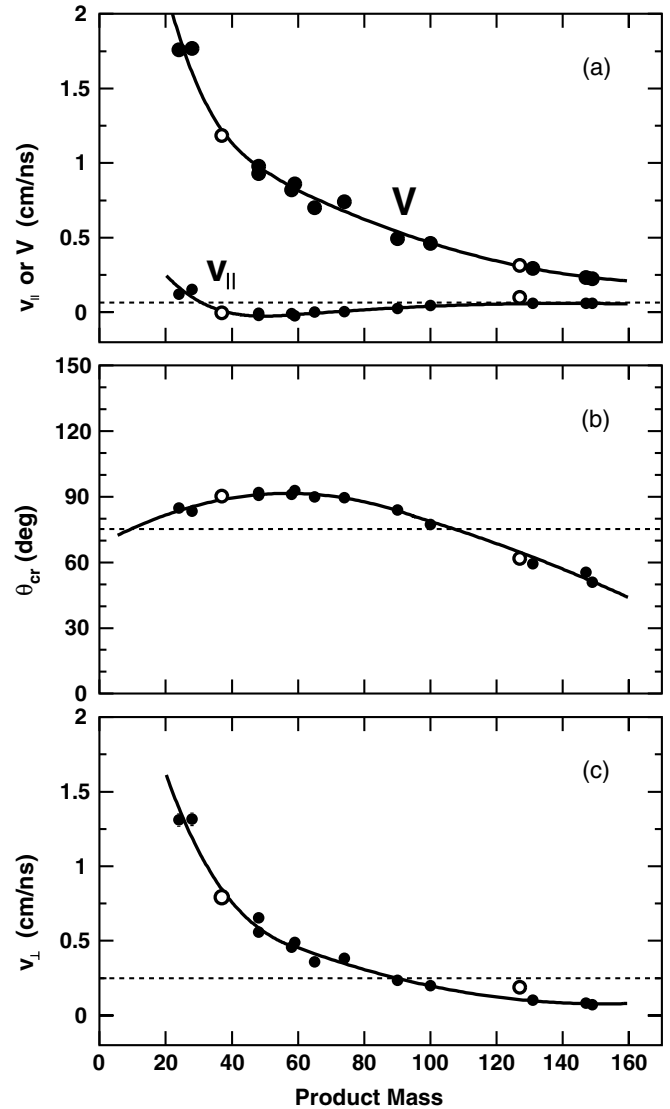 2
1.5
1
0.5
0
v|| or V (cm/ns)
(a)
V
v||
150
120
90
60
30
0
θcr (deg)
(b)
2
1.5
1
0.5
0
v⊥ (cm/ns)
(c)
0 20 40 60 80 100 120 140 160
Product Mass